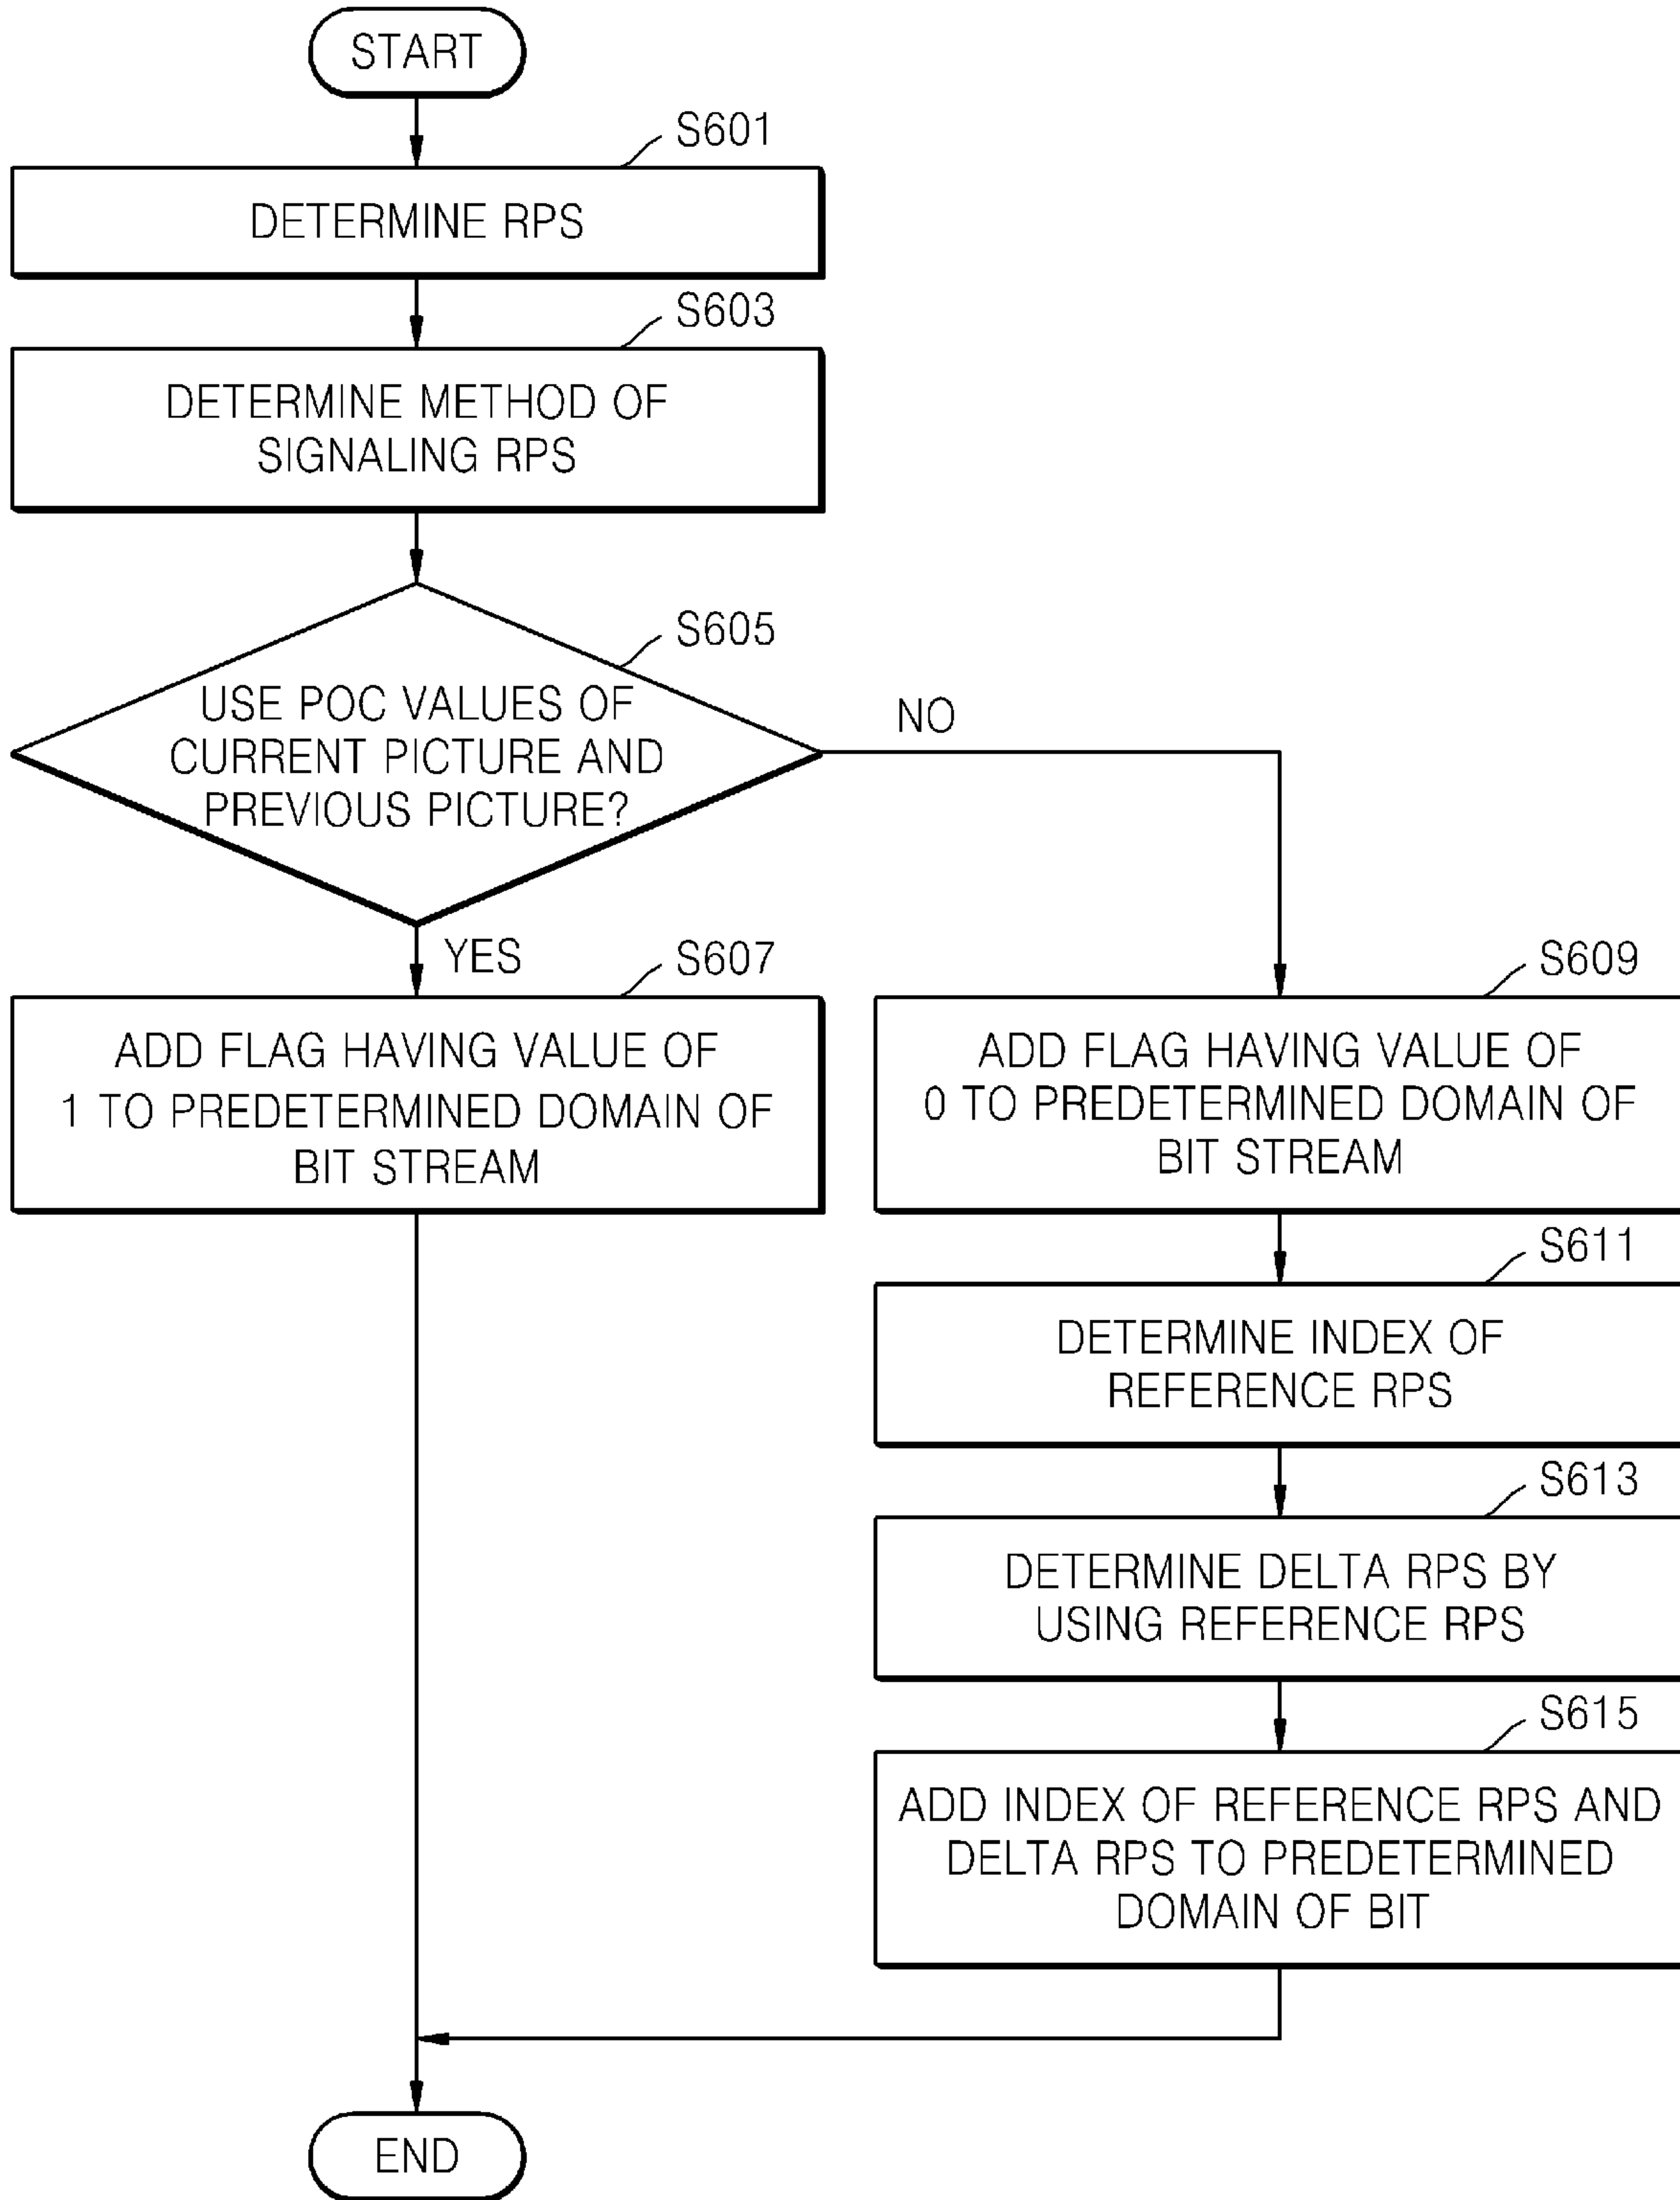 START
S601
DETERMINE RPS
S603
DETERMINE METHOD OF
SIGNALING RPS
S605
USE POC VALUES OF
CURRENT PICTURE AND
PREVIOUS PICTURE?
NO
YES
S607
ADD FLAG HAVING VALUE OF
1 TO PREDETERMINED DOMAIN OF
BIT STREAM
S609
ADD FLAG HAVING VALUE OF
0 TO PREDETERMINED DOMAIN OF
BIT STREAM
S611
DETERMINE INDEX OF
REFERENCE RPS
S613
DETERMINE DELTA RPS BY
USING REFERENCE RPS
S615
ADD INDEX OF REFERENCE RPS AND
DELTA RPS TO PREDETERMINED
DOMAIN OF BIT
END